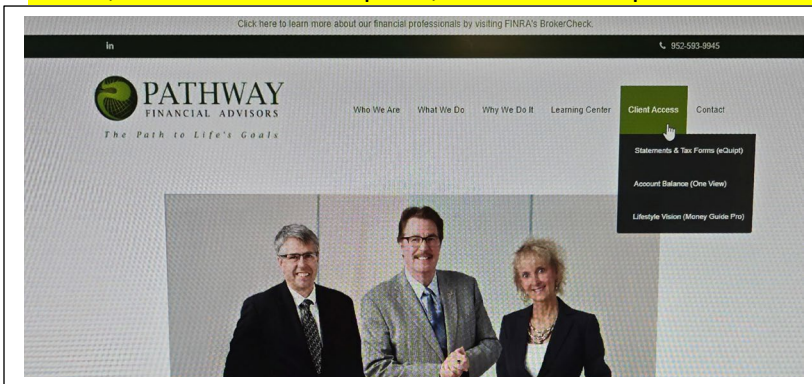 Click here to learn more about our financial professionals by visiting FINRA's BrokerCheck.
in
952-593-9945
PATHWAY
FINANCIAL ADVISORS
The Path to Life's Goals
Who We Are What We Do Why We Do It Learning Center Client Access Contact
Statements & Tax Forms (eQuipt)
Account Balance (One View)
Lifestyle Vision (Money Guide Pro)